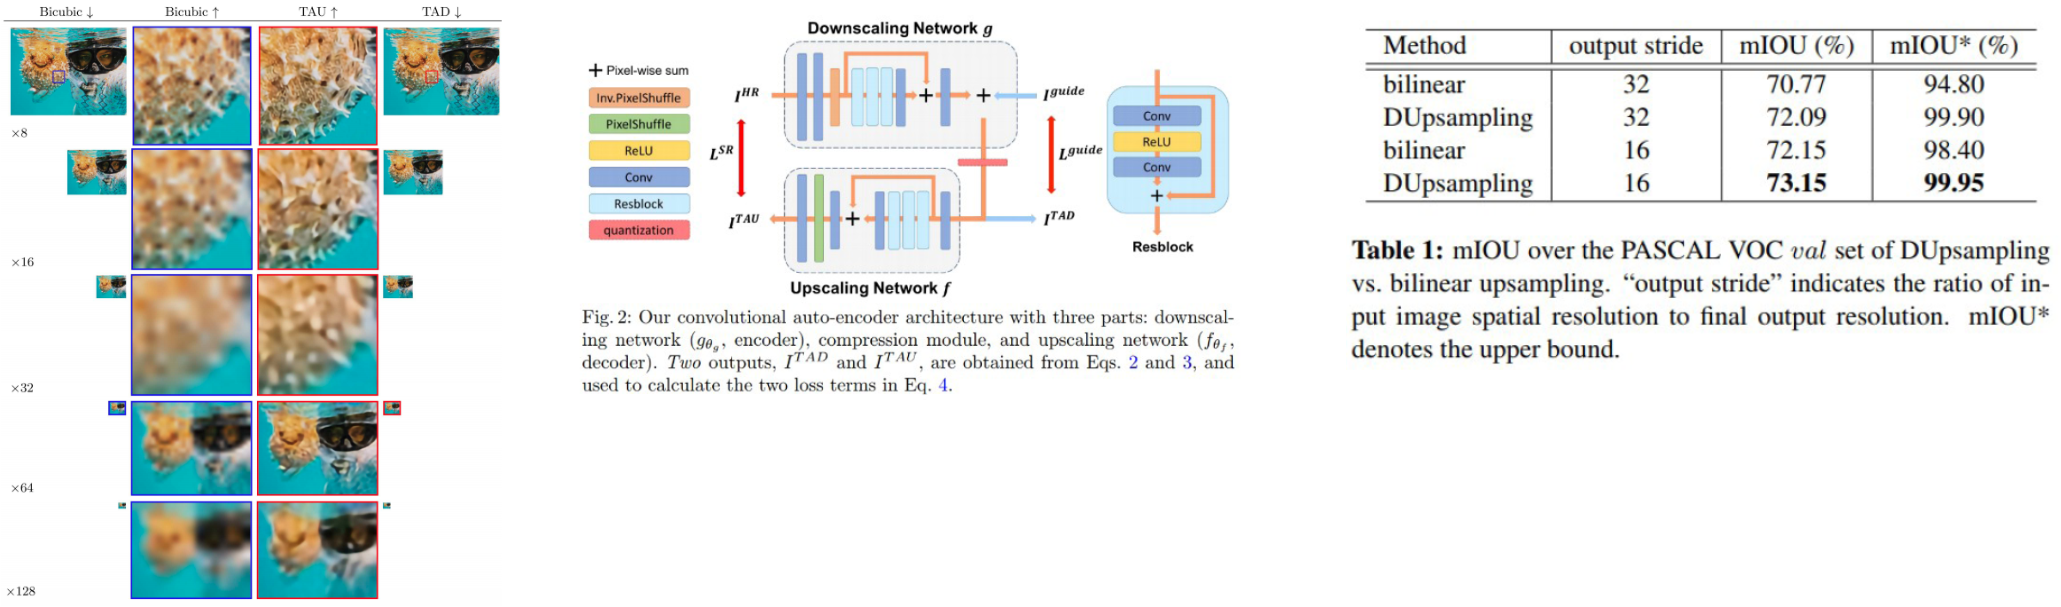 Bicubic ↓ Bicubic ↑ TAU ↑ TAD ↓
×8
×16
×32
×64
×128
Downscaling Network g
+ Pixel-wise sum
Inv.PixelShuffle
PixelShuffle
ReLU
Conv
Resblock
quantization
I^{HR}
+
+
I^{guide}
L^{SR}
L^{guide}
I^{TAU}
+
I^{TAD}
Upscaling Network f
Conv
ReLU
Conv
+
Resblock
Fig. 2: Our convolutional auto-encoder architecture with three parts: downscal-
ing network (g_{θ_g}, encoder), compression module, and upscaling network (f_{θ_f},
decoder). Two outputs, I^{TAD} and I^{TAU}, are obtained from Eqs. 2 and 3, and
used to calculate the two loss terms in Eq. 4.
Method output stride mIOU (%) mIOU* (%)
bilinear 32 70.77 94.80
DUpsampling 32 72.09 99.90
bilinear 16 72.15 98.40
DUpsampling 16 73.15 99.95
Table 1: mIOU over the PASCAL VOC val set of DUpsampling
vs. bilinear upsampling. “output stride” indicates the ratio of in-
put image spatial resolution to final output resolution. mIOU*
denotes the upper bound.